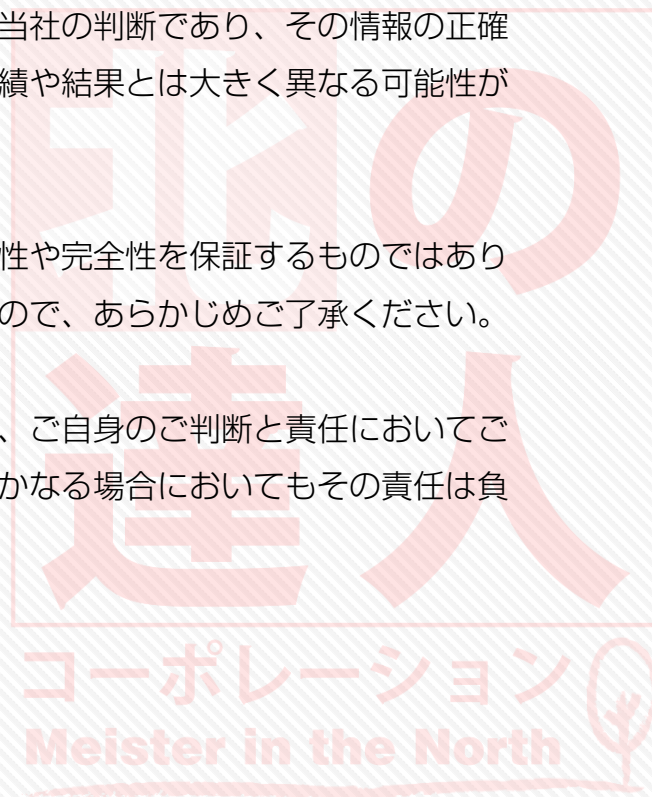 当社の判断であり、その情報の正確
績や結果とは大きく異なる可能性が
性や完全性を保証するものではあり
ので、あらかじめご了承ください。
、ご自身のご判断と責任においてご
かなる場合においてもその責任は負
北の
達人
コーポレーション
Meister in the North